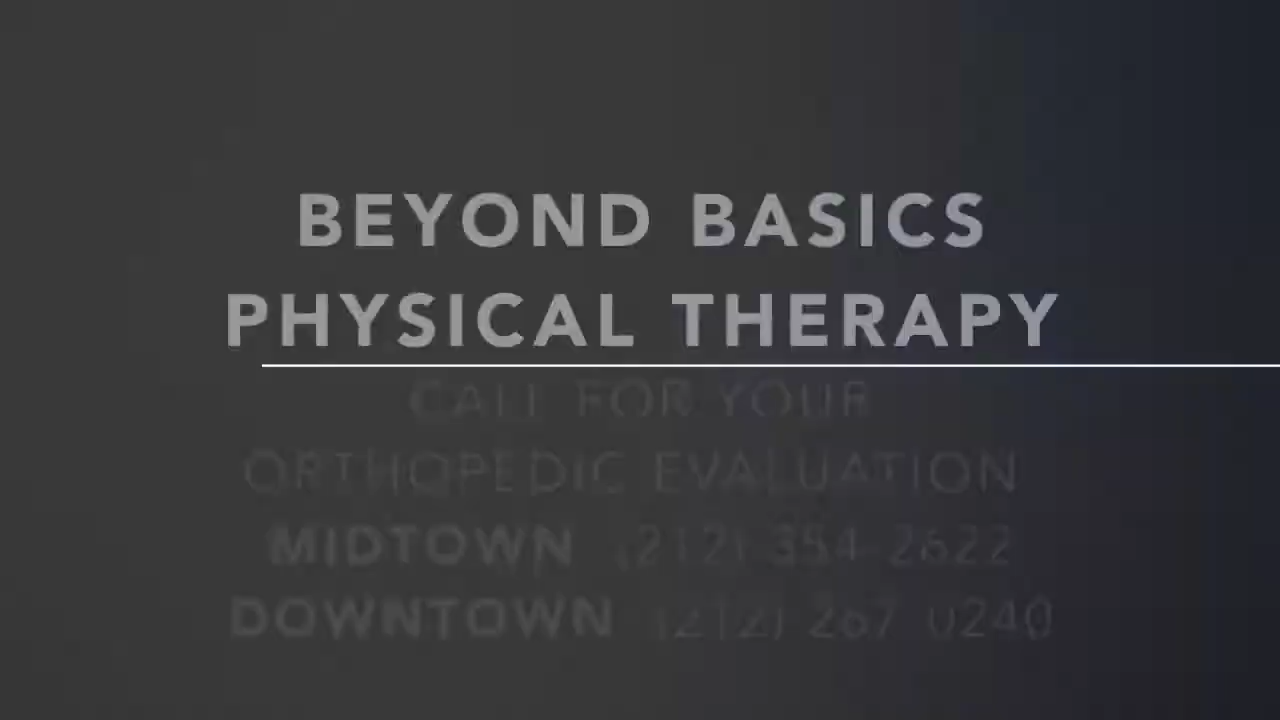 BEYOND BASICS
PHYSICAL THERAPY
CALL FOR YOUR
ORTHOPEDIC EVALUATION
MIDTOWN (212) 354-2622
DOWNTOWN (212) 267-0240